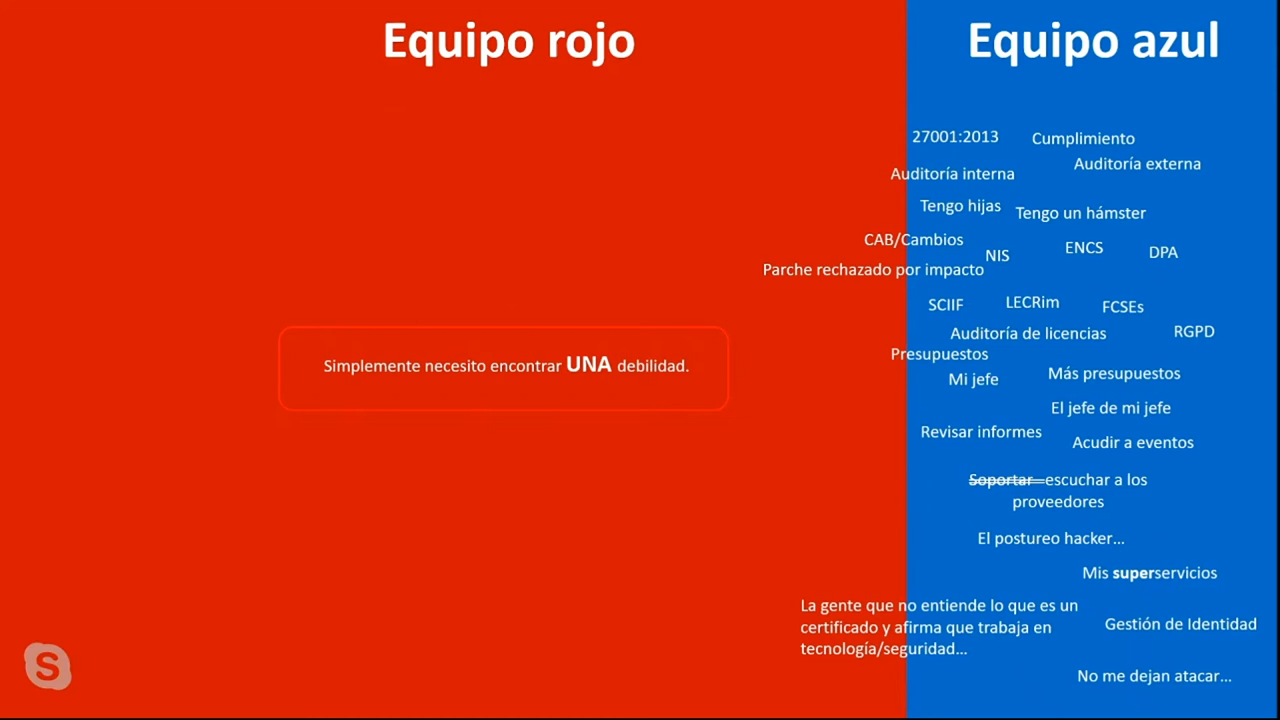 Equipo rojo
Equipo azul
27001:2013
Cumplimiento
Auditoría externa
Auditoría interna
Tengo hijas
Tengo un hámster
CAB/Cambios
NIS
ENCS
DPA
Parche rechazado por impacto
SCIIF
LECRim
FCSEs
Auditoría de licencias
RGPD
Presupuestos
Simplemente necesito encontrar UNA debilidad.
Mi jefe
Más presupuestos
El jefe de mi jefe
Revisar informes
Acudir a eventos
Soportar escuchar a los
proveedores
El postureo hacker...
Mis superservicios
La gente que no entiende lo que es un
certificado y afirma que trabaja en
tecnología/seguridad...
Gestión de Identidad
No me dejan atacar...
S